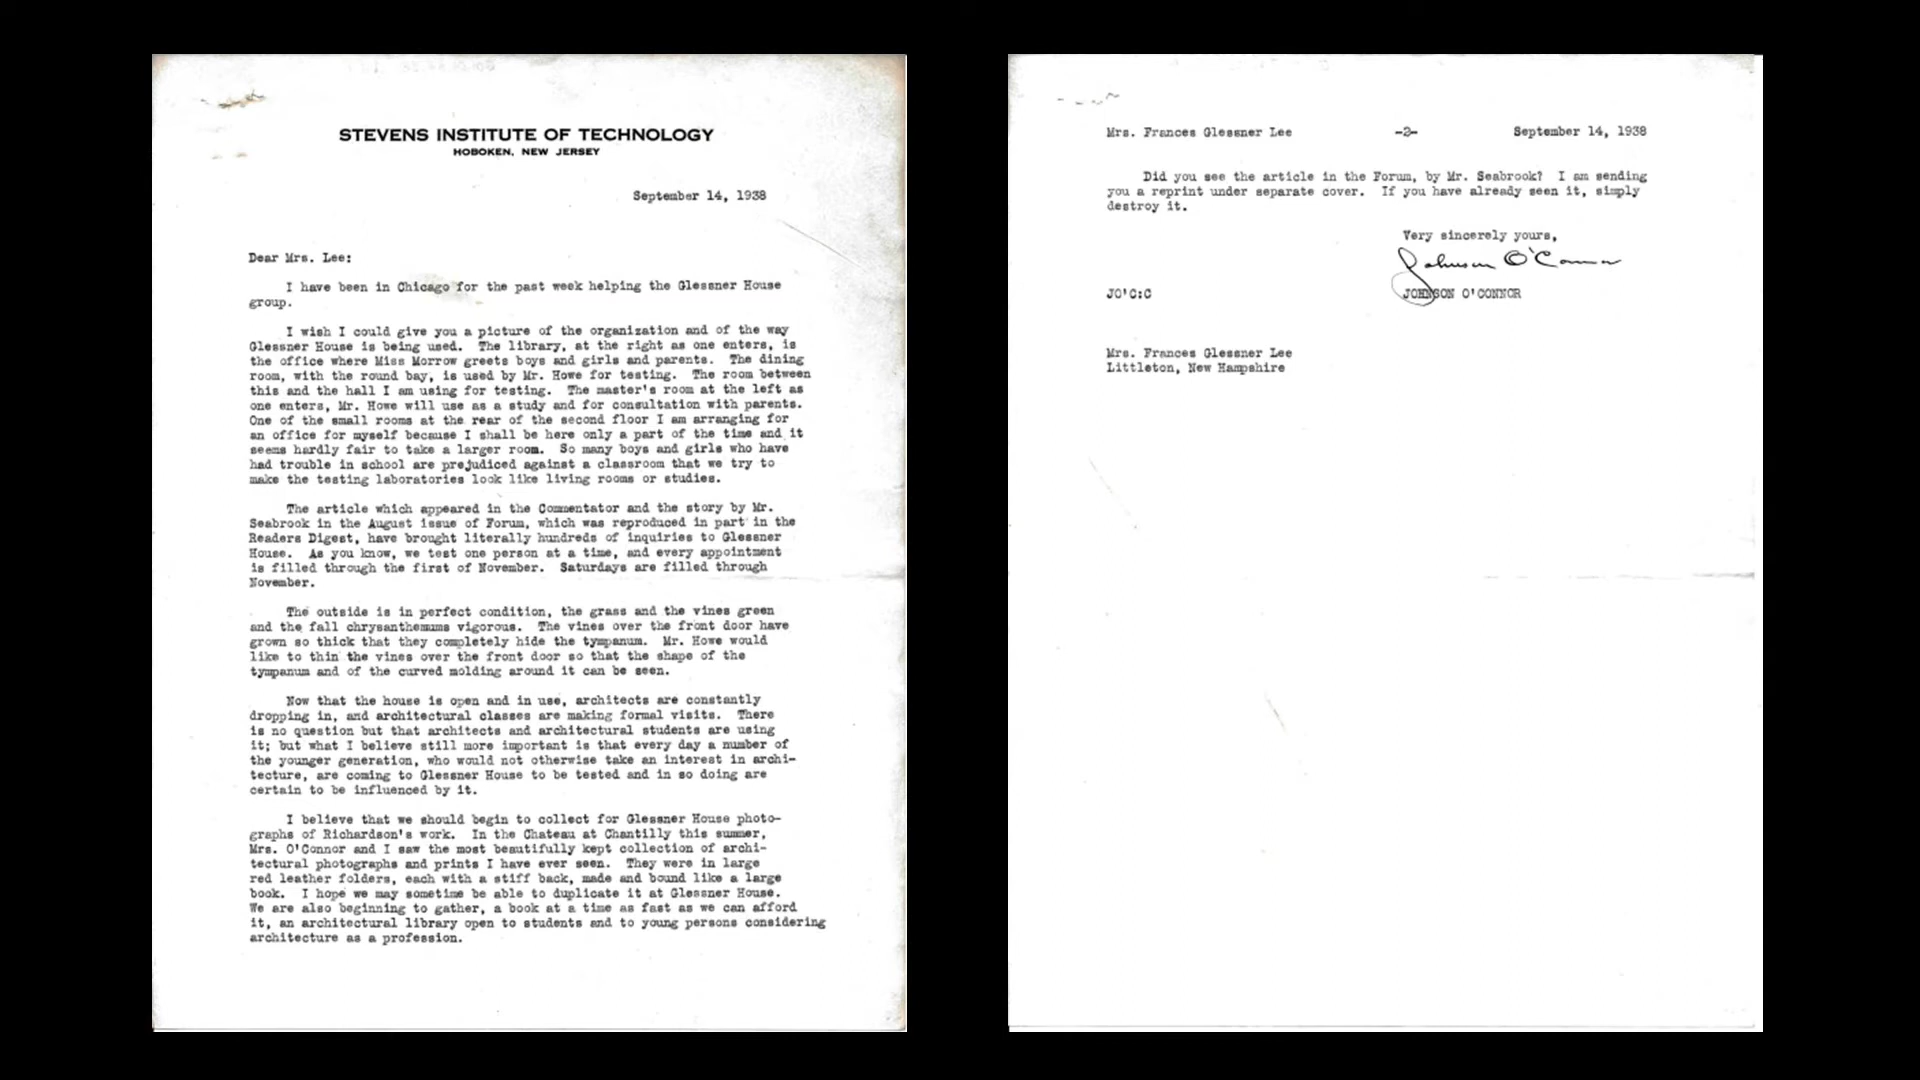 STEVENS INSTITUTE OF TECHNOLOGY
HOBOKEN, NEW JERSEY
September 14, 1938
Dear Mrs. Lee:
I have been in Chicago for the past week helping the Glessner House
group.
I wish I could give you a picture of the organization and of the way
Glessner House is being used. The library, at the right as one enters, is
the office where Miss Morrow greets boys and girls and parents. The dining
room, with the round bay, is used by Mr. Howe for testing. The room between
this and the hall I am using for testing. The master's room at the left as
one enters, Mr. Howe will use as a study and for consultation with parents.
One of the small rooms at the rear of the second floor I am arranging for
an office for myself because I shall be here only a part of the time and it
seems hardly fair to take a larger room. So many boys and girls who have
had trouble in school are prejudiced against a classroom that we try to
make the testing laboratories look like living rooms or studies.
The article which appeared in the Commentator and the story by Mr.
Seabrook in the August issue of Forum, which was reproduced in part in the
Readers Digest, have brought literally hundreds of inquiries to Glessner
House. As you know, we test one person at a time, and every appointment
is filled through the first of November. Saturdays are filled through
November.
The outside is in perfect condition, the grass and the vines green
and the fall chrysanthemums vigorous. The vines over the front door have
grown so thick that they completely hide the tympanum. Mr. Howe would
like to thin the vines over the front door so that the shape of the
tympanum and of the curved molding around it can be seen.
Now that the house is open and in use, architects are constantly
dropping in, and architectural classes are making formal visits. There
is no question but that architects and architectural students are using
it; but what I believe still more important is that every day a number of
the younger generation, who would not otherwise take an interest in archi-
tecture, are coming to Glessner House to be tested and in so doing are
certain to be influenced by it.
I believe that we should begin to collect for Glessner House photo-
graphs of Richardson's work. In the Chateau at Chantilly this summer,
Mrs. O'Connor and I saw the most beautifully kept collection of archi-
tectural photographs and prints I have ever seen. They were in large
red leather folders, each with a stiff back, made and bound like a large
book. I hope we may sometime be able to duplicate it at Glessner House.
We are also beginning to gather, a book at a time as fast as we can afford
it, an architectural library open to students and to young persons considering
architecture as a profession.
Mrs. Frances Glessner Lee -2- September 14, 1938
Did you see the article in the Forum, by Mr. Seabrook? I am sending
you a reprint under separate cover. If you have already seen it, simply
destroy it.
Very sincerely yours,
Johnson O'Connor
JO'C:C JOHNSON O'CONNOR
Mrs. Frances Glessner Lee
Littleton, New Hampshire